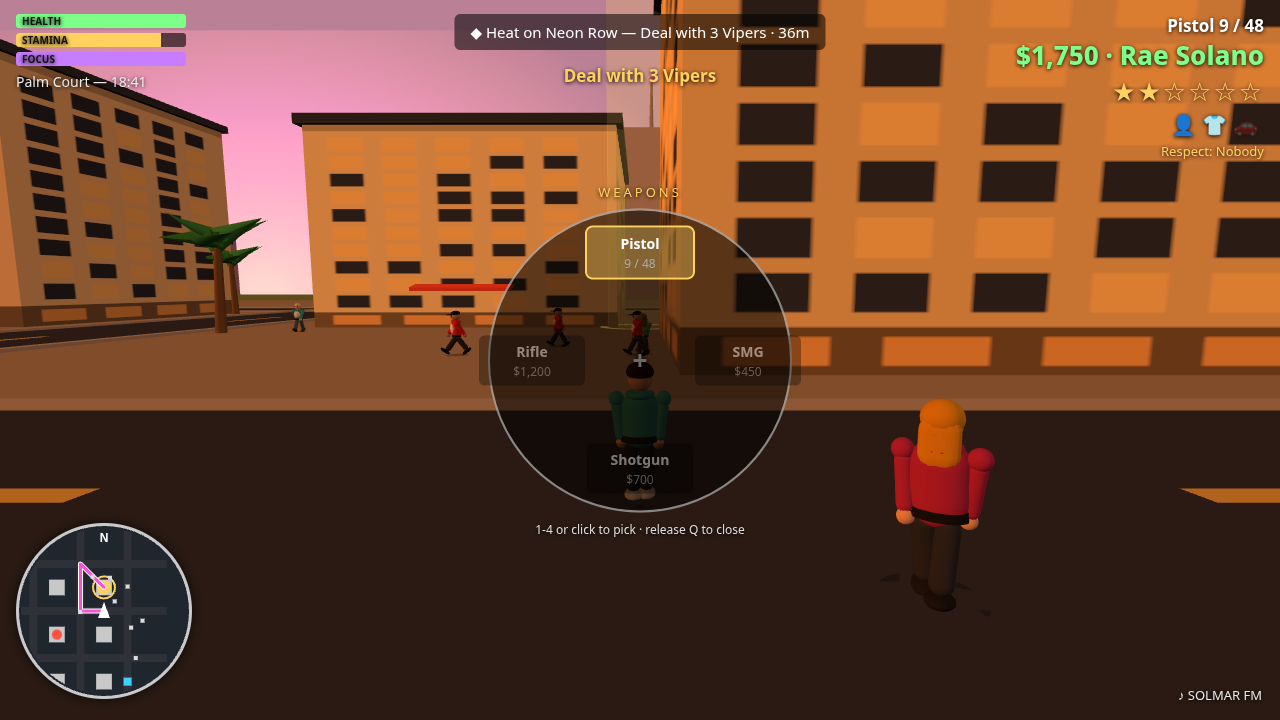 HEALTH
STAMINA
FOCUS
Palm Court — 18:41
◆ Heat on Neon Row — Deal with 3 Vipers · 36m
Deal with 3 Vipers
Pistol 9 / 48
$1,750 · Rae Solano
★★☆☆☆☆
Respect: Nobody
WEAPONS
Pistol
9 / 48
Rifle
$1,200
SMG
$450
+
Shotgun
$700
1-4 or click to pick · release Q to close
N
♪ SOLMAR FM